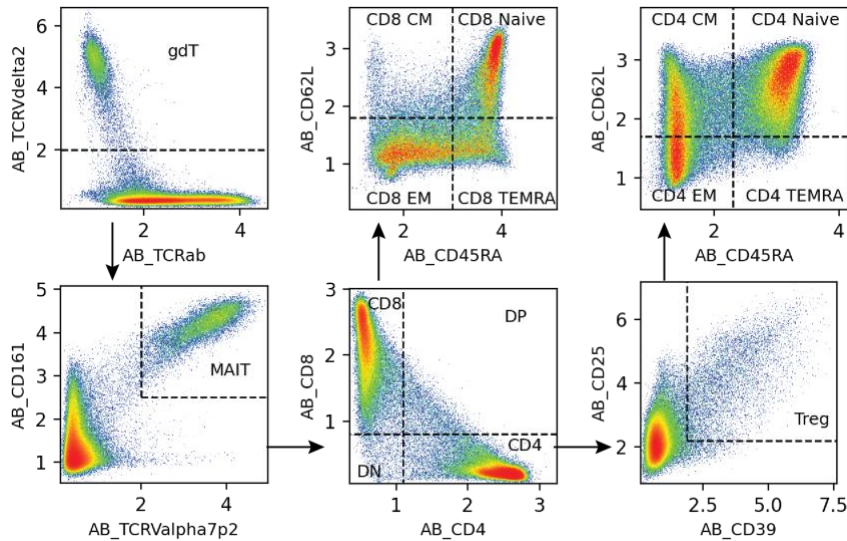 6
4
2
AB_TCRVdelta2
gdT
2
4
AB_TCRab
CD8 CM
CD8 Naive
3
2
1
AB_CD62L
CD8 EM
CD8 TEMRA
2
4
AB_CD45RA
CD4 CM
CD4 Naive
3
2
1
AB_CD62L
CD4 EM
CD4 TEMRA
2
4
AB_CD45RA
5
4
3
2
1
AB_CD161
MAIT
2
4
AB_TCRValpha7p2
CD8
DP
3
2
1
AB_CD8
DN
CD4
1
2
3
AB_CD4
6
4
2
AB_CD25
Treg
2.5
5.0
7.5
AB_CD39